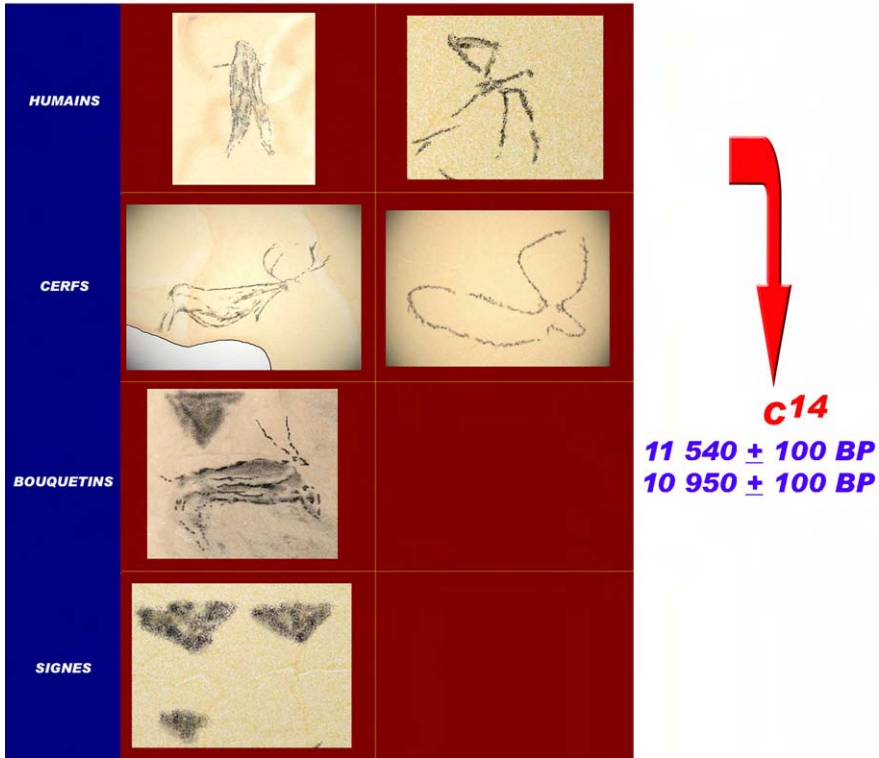 HUMAINS
CERFS
BOUQUETINS
SIGNES
C14
11 540 ± 100 BP
10 950 ± 100 BP